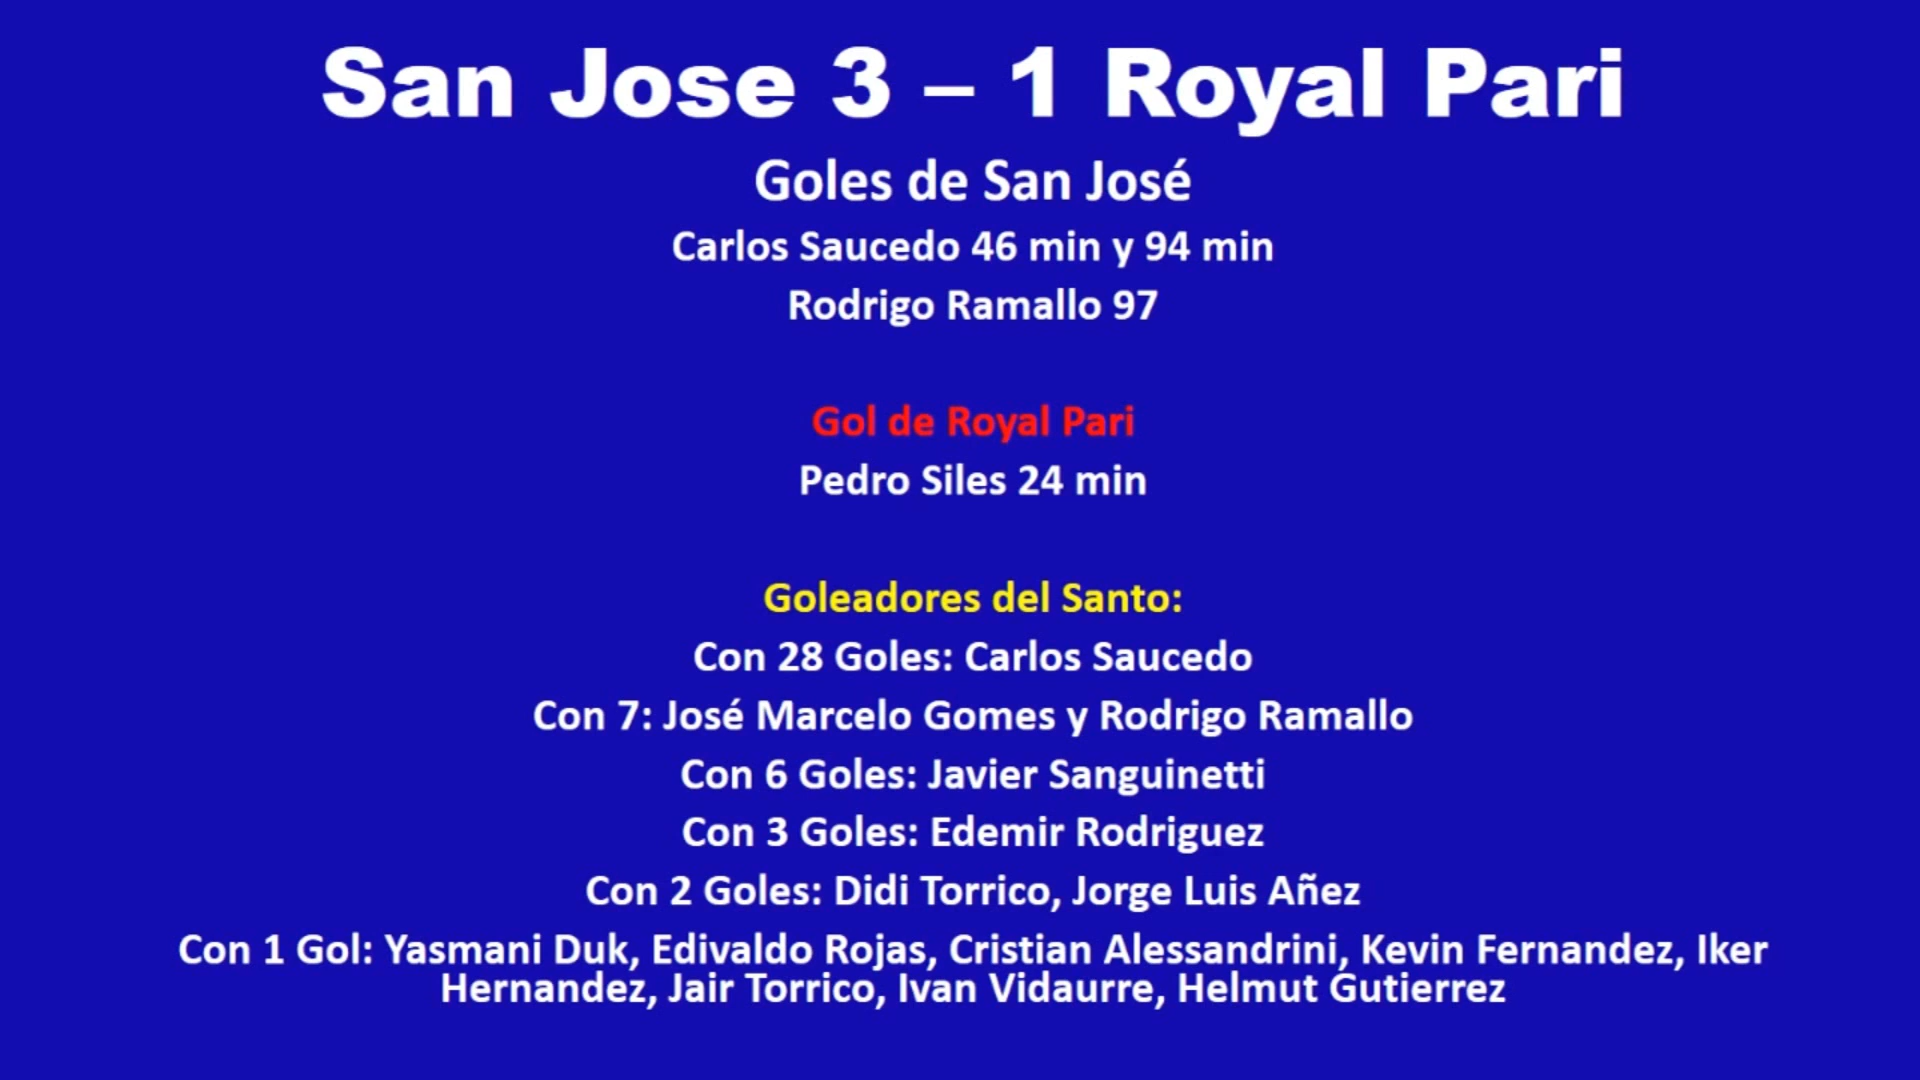 San Jose 3 – 1 Royal Pari
Goles de San José
Carlos Saucedo 46 min y 94 min
Rodrigo Ramallo 97
Gol de Royal Pari
Pedro Siles 24 min
Goleadores del Santo:
Con 28 Goles: Carlos Saucedo
Con 7: José Marcelo Gomes y Rodrigo Ramallo
Con 6 Goles: Javier Sanguinetti
Con 3 Goles: Edemir Rodriguez
Con 2 Goles: Didi Torrico, Jorge Luis Añez
Con 1 Gol: Yasmani Duk, Edivaldo Rojas, Cristian Alessandrini, Kevin Fernandez, Iker
Hernandez, Jair Torrico, Ivan Vidaurre, Helmut Gutierrez